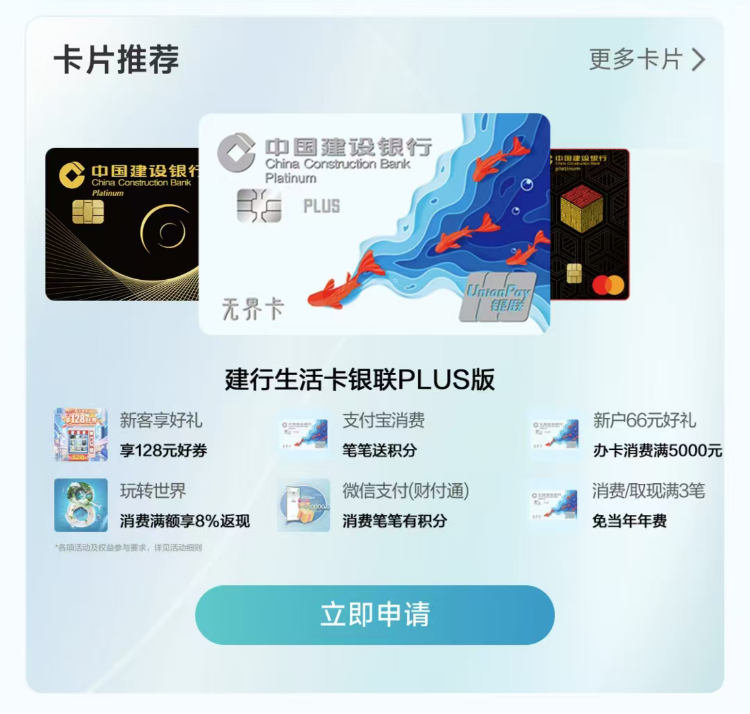 卡片推荐
更多卡片
中国建设银行
China Construction Bank
Platinum
PLUS
无界卡
UnionPay
银联
中国建设银行
China Construction Bank
Platinum
中国建设银行
China Construction Bank
platinum
建行生活卡银联PLUS版
新客享好礼
享128元好券
支付宝消费
笔笔送积分
新户66元好礼
办卡消费满5000元
玩转世界
消费满额享8%返现
微信支付(财付通)
消费笔笔有积分
消费/取现满3笔
免当年年费
*各项活动及权益参与要求，详见活动细则
立即申请